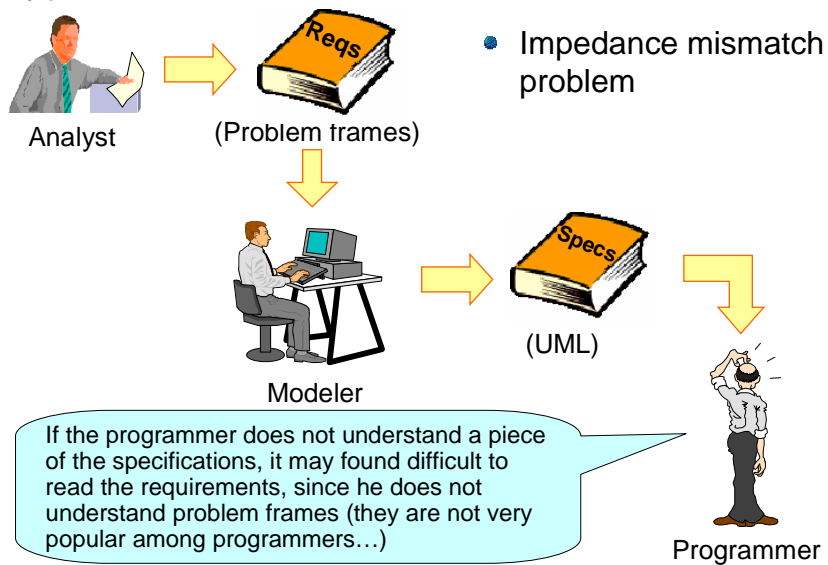 Reqs
Impedance mismatch
problem
Analyst
(Problem frames)
Specs
(UML)
Modeler
If the programmer does not understand a piece
of the specifications, it may found difficult to
read the requirements, since he does not
understand problem frames (they are not very
popular among programmers…)
Programmer